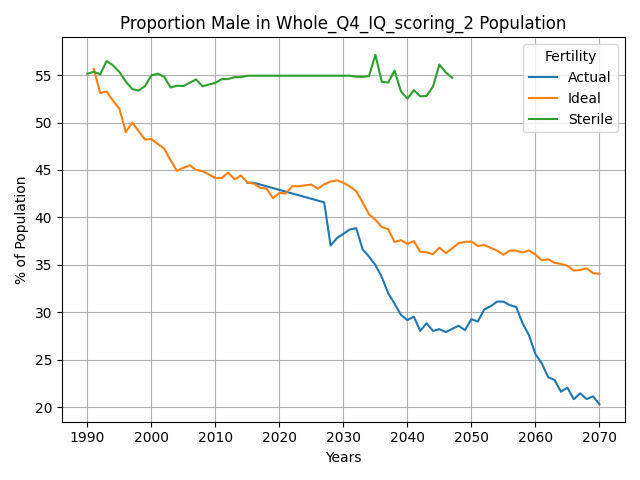 Proportion Male in Whole_Q4_IQ_scoring_2 Population
Fertility
Actual
Ideal
Sterile
% of Population
55
50
45
40
35
30
25
20
1990 2000 2010 2020 2030 2040 2050 2060 2070
Years